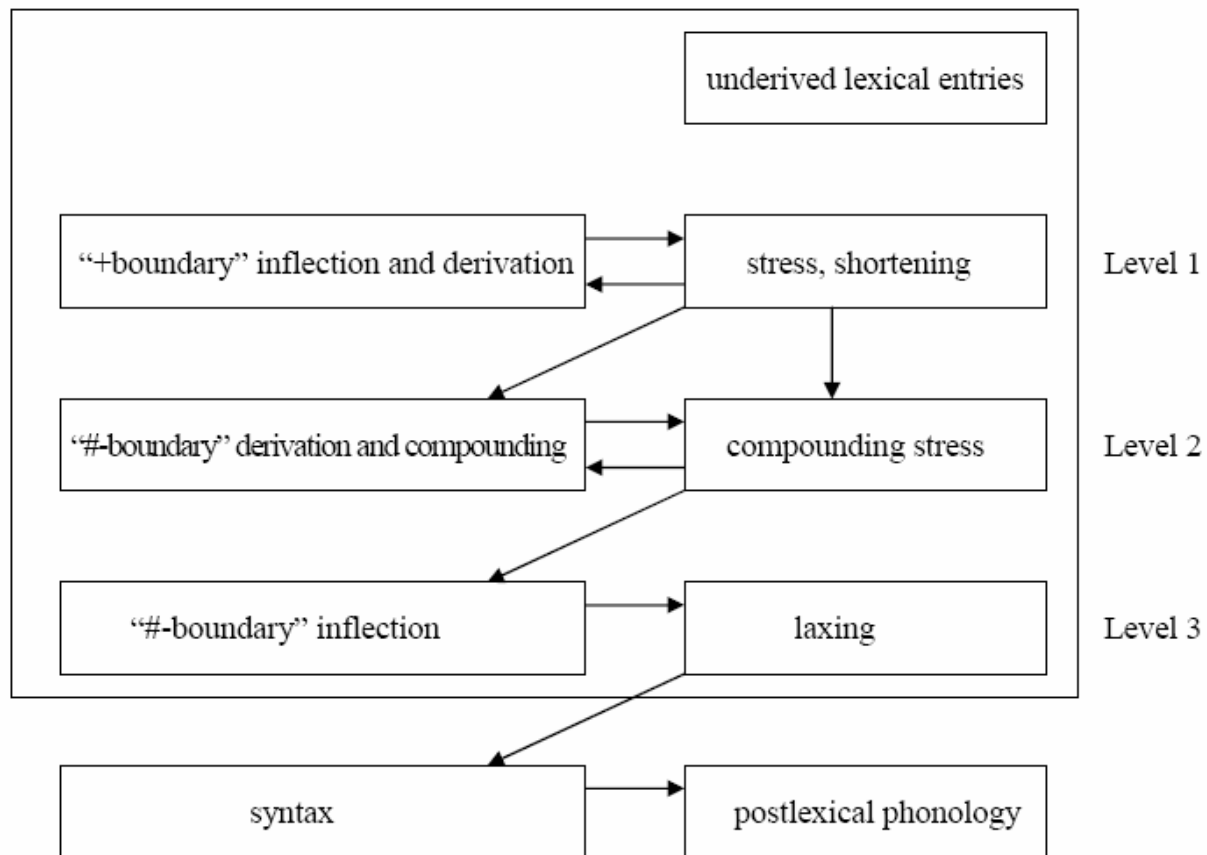 underived lexical entries
“+boundary” inflection and derivation
stress, shortening
Level 1
“#-boundary” derivation and compounding
compounding stress
Level 2
“#-boundary” inflection
laxing
Level 3
syntax
postlexical phonology